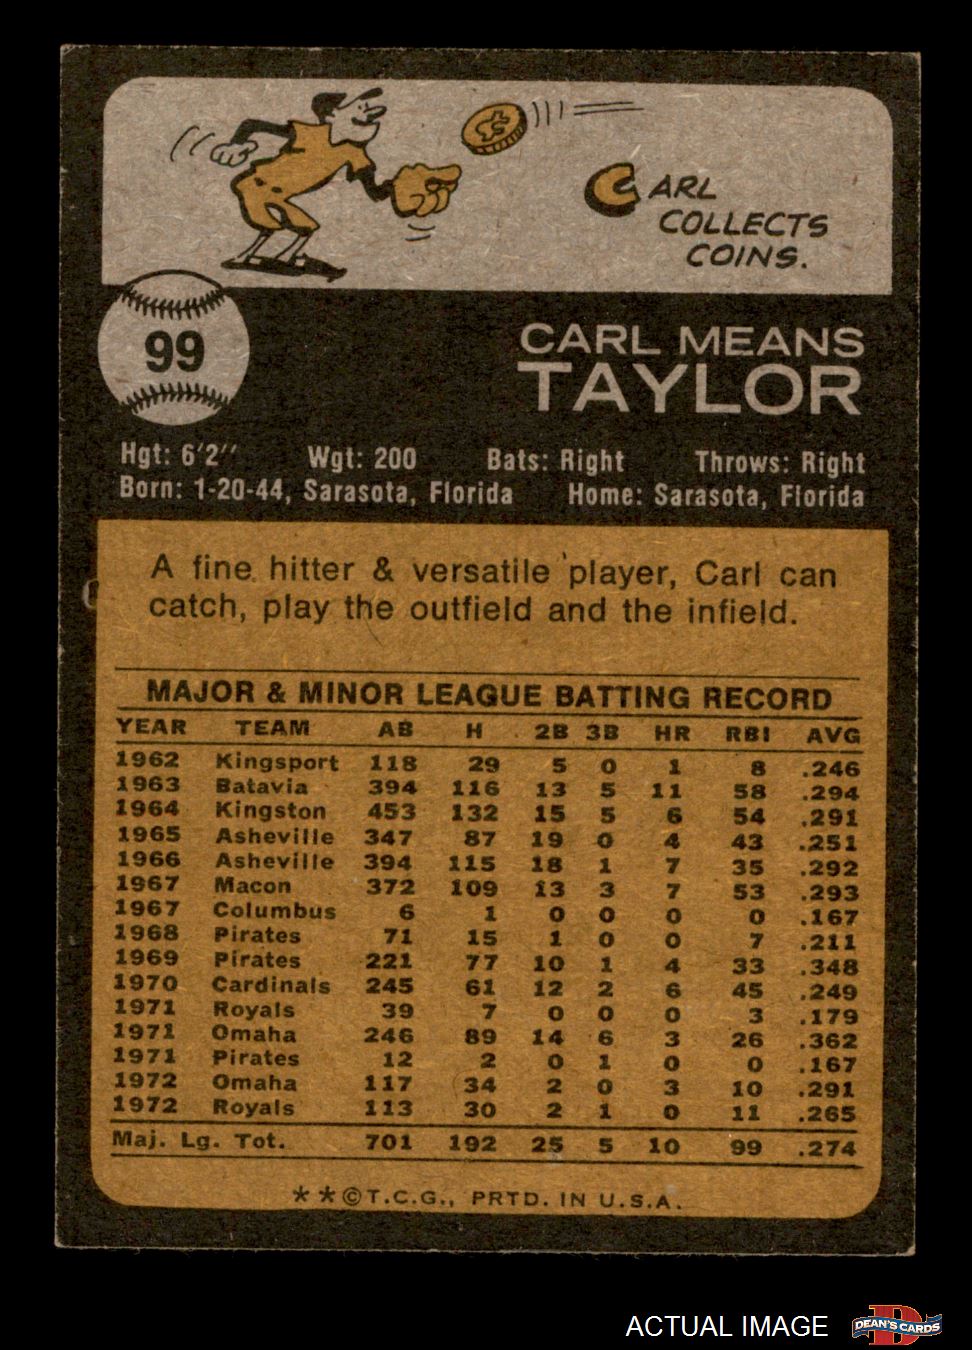 CARL
COLLECTS
COINS.
99
CARL MEANS
TAYLOR
Hgt: 6'2" Wgt: 200 Bats: Right Throws: Right
Born: 1-20-44, Sarasota, Florida Home: Sarasota, Florida
A fine hitter & versatile player, Carl can
catch, play the outfield and the infield.
MAJOR & MINOR LEAGUE BATTING RECORD
YEAR TEAM AB H 2B 3B HR RBI AVG
1962 Kingsport 118 29 5 0 1 8 .246
1963 Batavia 394 116 13 5 11 58 .294
1964 Kingston 453 132 15 5 6 54 .291
1965 Asheville 347 87 19 0 4 43 .251
1966 Asheville 394 115 18 1 7 35 .292
1967 Macon 372 109 13 3 7 53 .293
1967 Columbus 6 1 0 0 0 0 .167
1968 Pirates 71 15 1 0 0 7 .211
1969 Pirates 221 77 10 1 4 33 .348
1970 Cardinals 245 61 12 2 6 45 .249
1971 Royals 39 7 0 0 0 3 .179
1971 Omaha 246 89 14 6 3 26 .362
1971 Pirates 12 2 0 1 0 0 .167
1972 Omaha 117 34 2 0 3 10 .291
1972 Royals 113 30 2 1 0 11 .265
Maj. Lg. Tot. 701 192 25 5 10 99 .274
**©T.C.G., PRTD. IN U.S.A.
ACTUAL IMAGE
D
DEAN'S CARDS